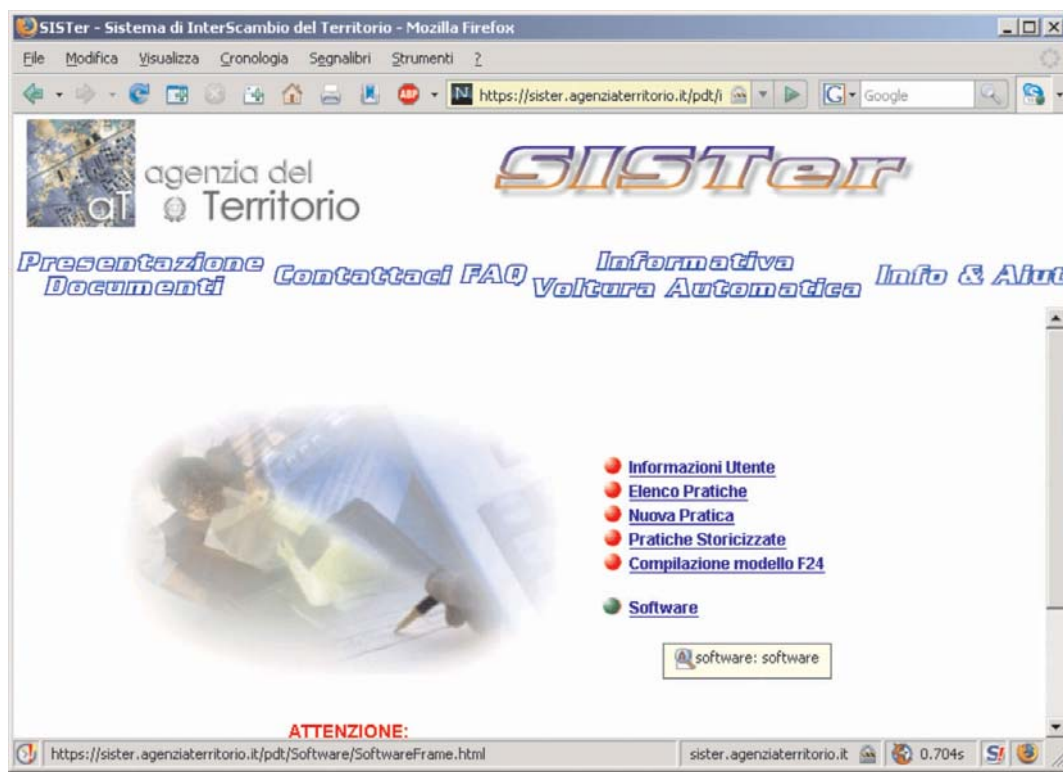 SISTer - Sistema di InterScambio del Territorio - Mozilla Firefox
File Modifica Visualizza Cronologia Segnalibri Strumenti ?
ABP N https://sister.agenziaterritorio.it/pdt/i G Google
aT agenzia del
Territorio
SISTer
Presentazione
Documenti
Contattaci
FAQ
Informativa
Voltura Automatica
Info & Aiut
Informazioni Utente
Elenco Pratiche
Nuova Pratica
Pratiche Storicizzate
Compilazione modello F24
Software
software: software
ATTENZIONE:
https://sister.agenziaterritorio.it/pdt/Software/SoftwareFrame.html sister.agenziaterritorio.it 0.704s S!